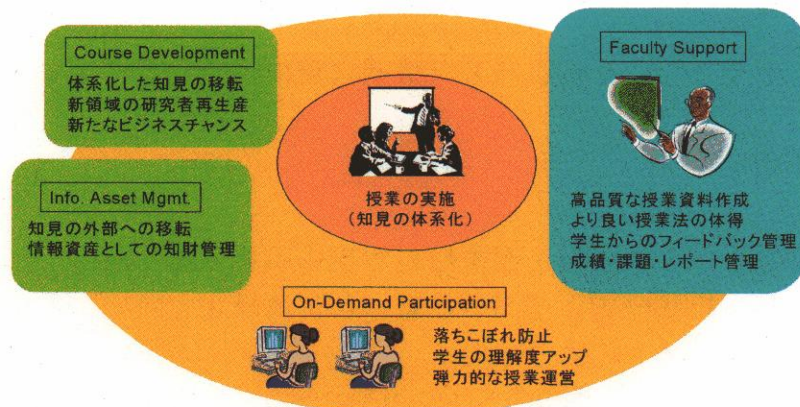 Course Development
体系化した知見の移転
新領域の研究者再生産
新たなビジネスチャンス
Info. Asset Mgmt.
知見の外部への移転
情報資産としての知財管理
授業の実施
(知見の体系化)
Faculty Support
高品質な授業資料作成
より良い授業法の体得
学生からのフィードバック管理
成績・課題・レポート管理
On-Demand Participation
落ちこぼれ防止
学生の理解度アップ
弾力的な授業運営